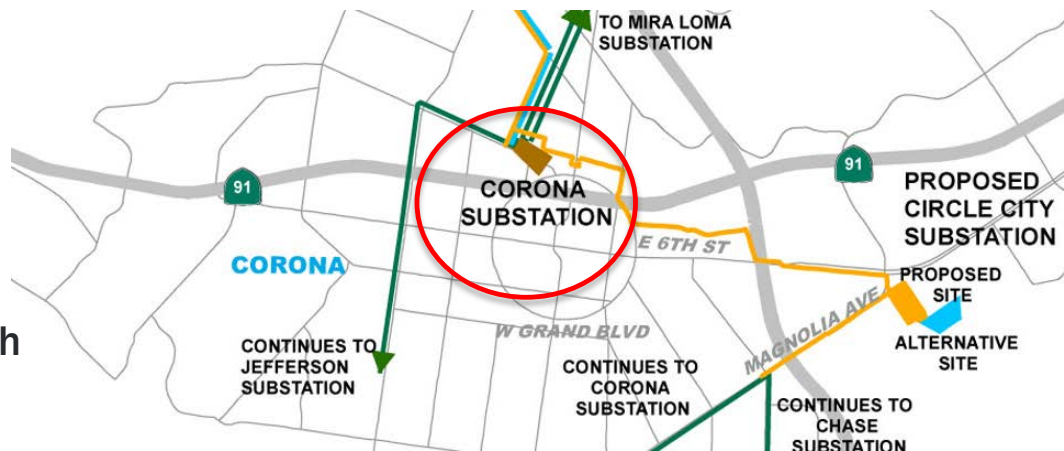 TO MIRA LOMA
SUBSTATION
91
91
CORONA
SUBSTATION
PROPOSED
CIRCLE CITY
SUBSTATION
E 6TH ST
CORONA
PROPOSED
SITE
MAGNOLIA AVE
W GRAND BLVD
ALTERNATIVE
SITE
h
CONTINUES TO
JEFFERSON
SUBSTATION
CONTINUES TO
CORONA
SUBSTATION
CONTINUES TO
CHASE
SUBSTATION